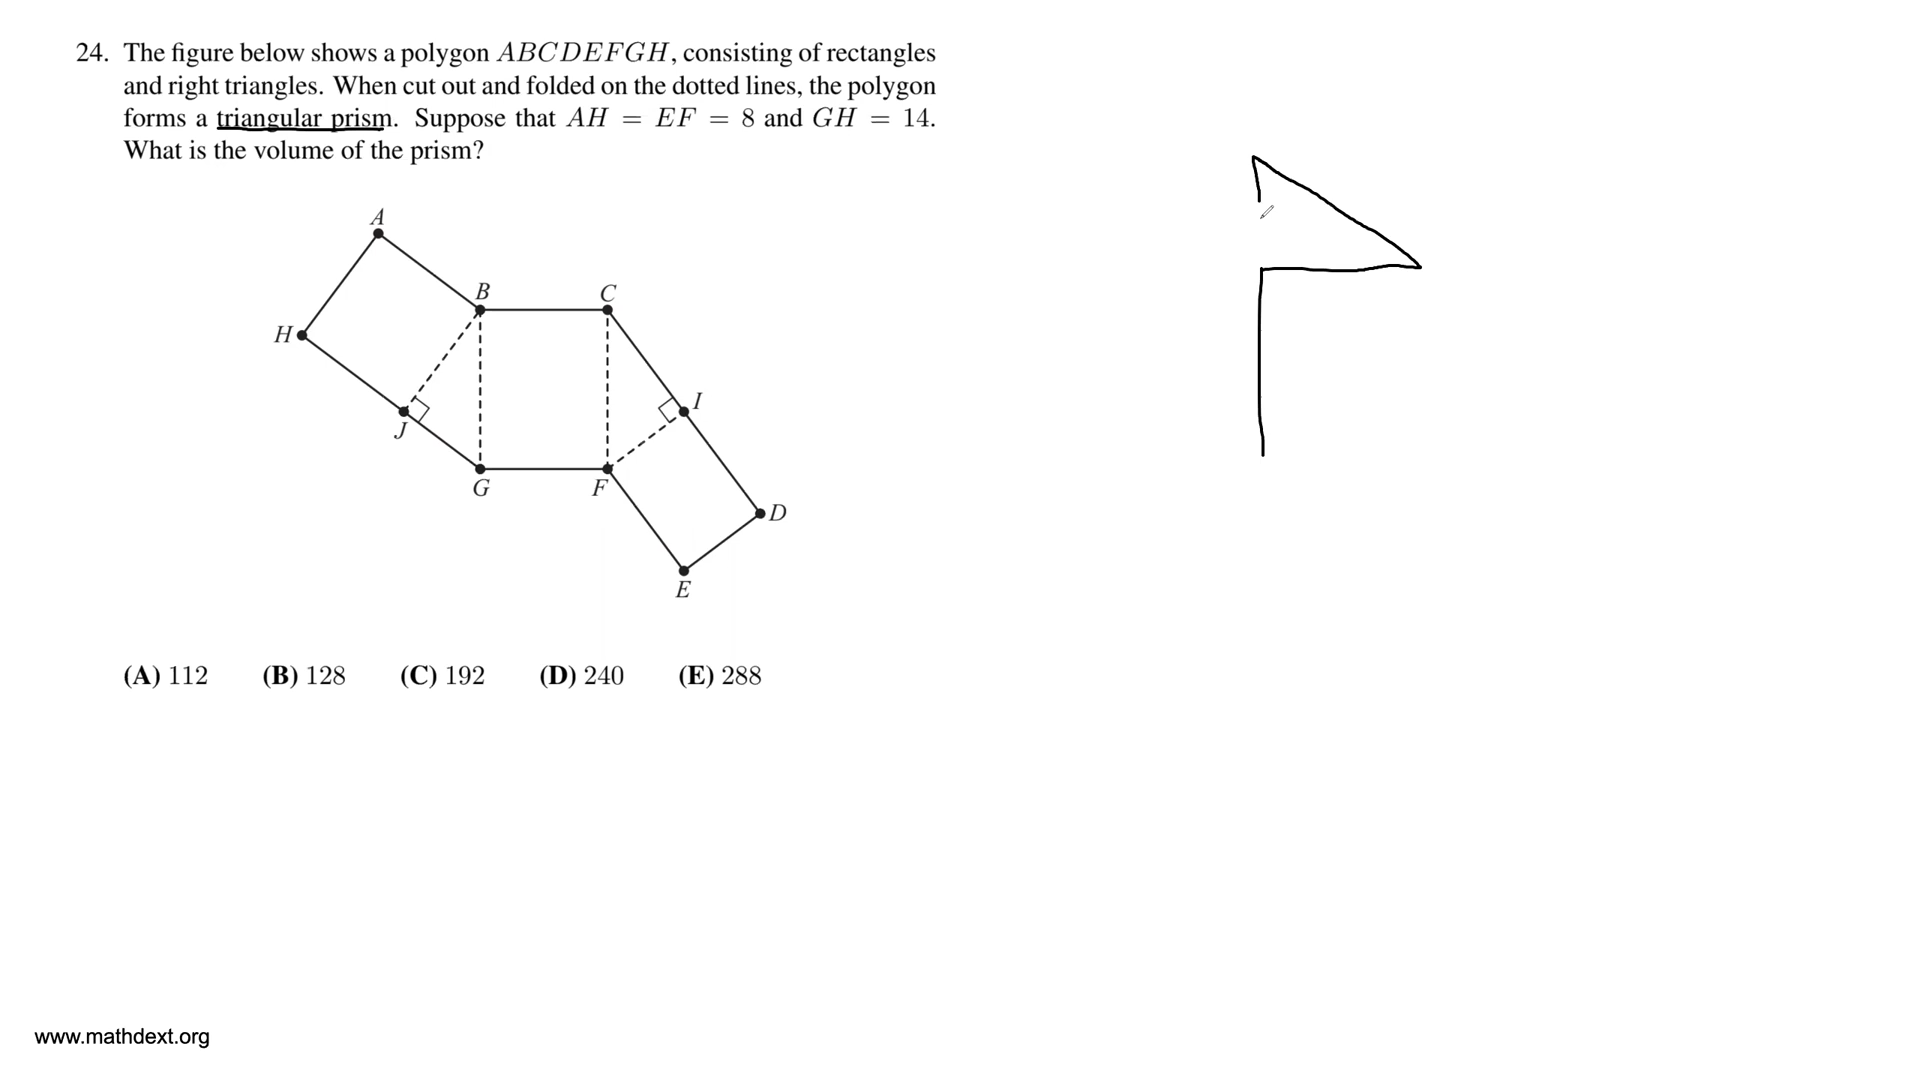 24. The figure below shows a polygon ABCDEFGH, consisting of rectangles
and right triangles. When cut out and folded on the dotted lines, the polygon
forms a triangular prism. Suppose that AH = EF = 8 and GH = 14.
What is the volume of the prism?
A
B
C
H
I
J
G
F
D
E
(A) 112 (B) 128 (C) 192 (D) 240 (E) 288
www.mathdext.org